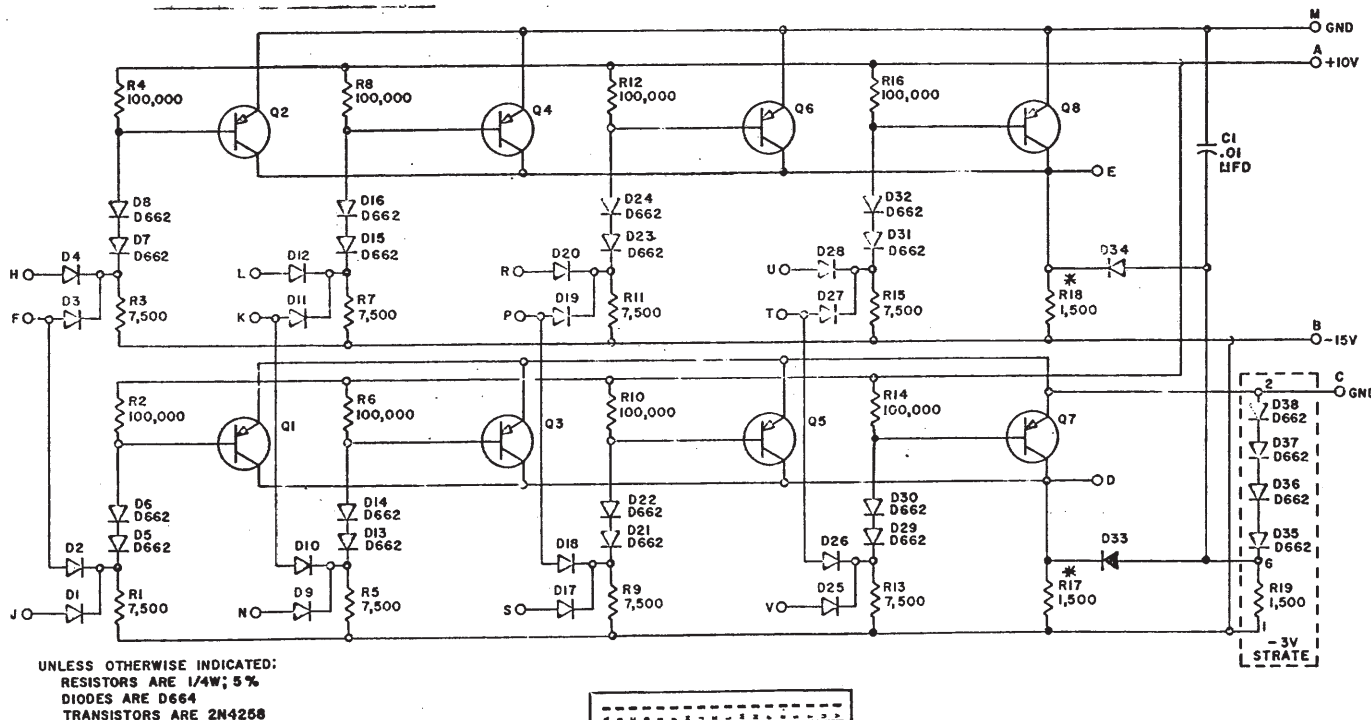 M
GND
A
+10V
R4
100,000
R8
100,000
R12
100,000
R16
100,000
Q2
Q4
Q6
Q8
C1
.01
MFD
E
D8
D662
D16
D662
D24
D662
D32
D662
D7
D662
D15
D662
D23
D662
D31
D662
D4
D12
D20
D28
D34
H
L
R
U
D3
R3
7,500
D11
R7
7,500
D19
R11
7,500
D27
R15
7,500
*
R18
1,500
F
K
P
T
B
-15V
2
C
GND
R2
100,000
R6
100,000
R10
100,000
R14
100,000
D38
D662
Q1
Q3
Q5
Q7
D37
D662
D
D36
D662
D6
D662
D14
D662
D22
D662
D30
D662
D5
D662
D13
D662
D21
D662
D29
D662
D35
D662
D2
D10
D18
D26
D33
6
D1
R1
7,500
D9
R5
7,500
D17
R9
7,500
D25
R13
7,500
*
R17
1,500
R19
1,500
J
N
S
V
1
-3V
STRATE
UNLESS OTHERWISE INDICATED:
RESISTORS ARE 1/4W; 5%
DIODES ARE D664
TRANSISTORS ARE 2N4258